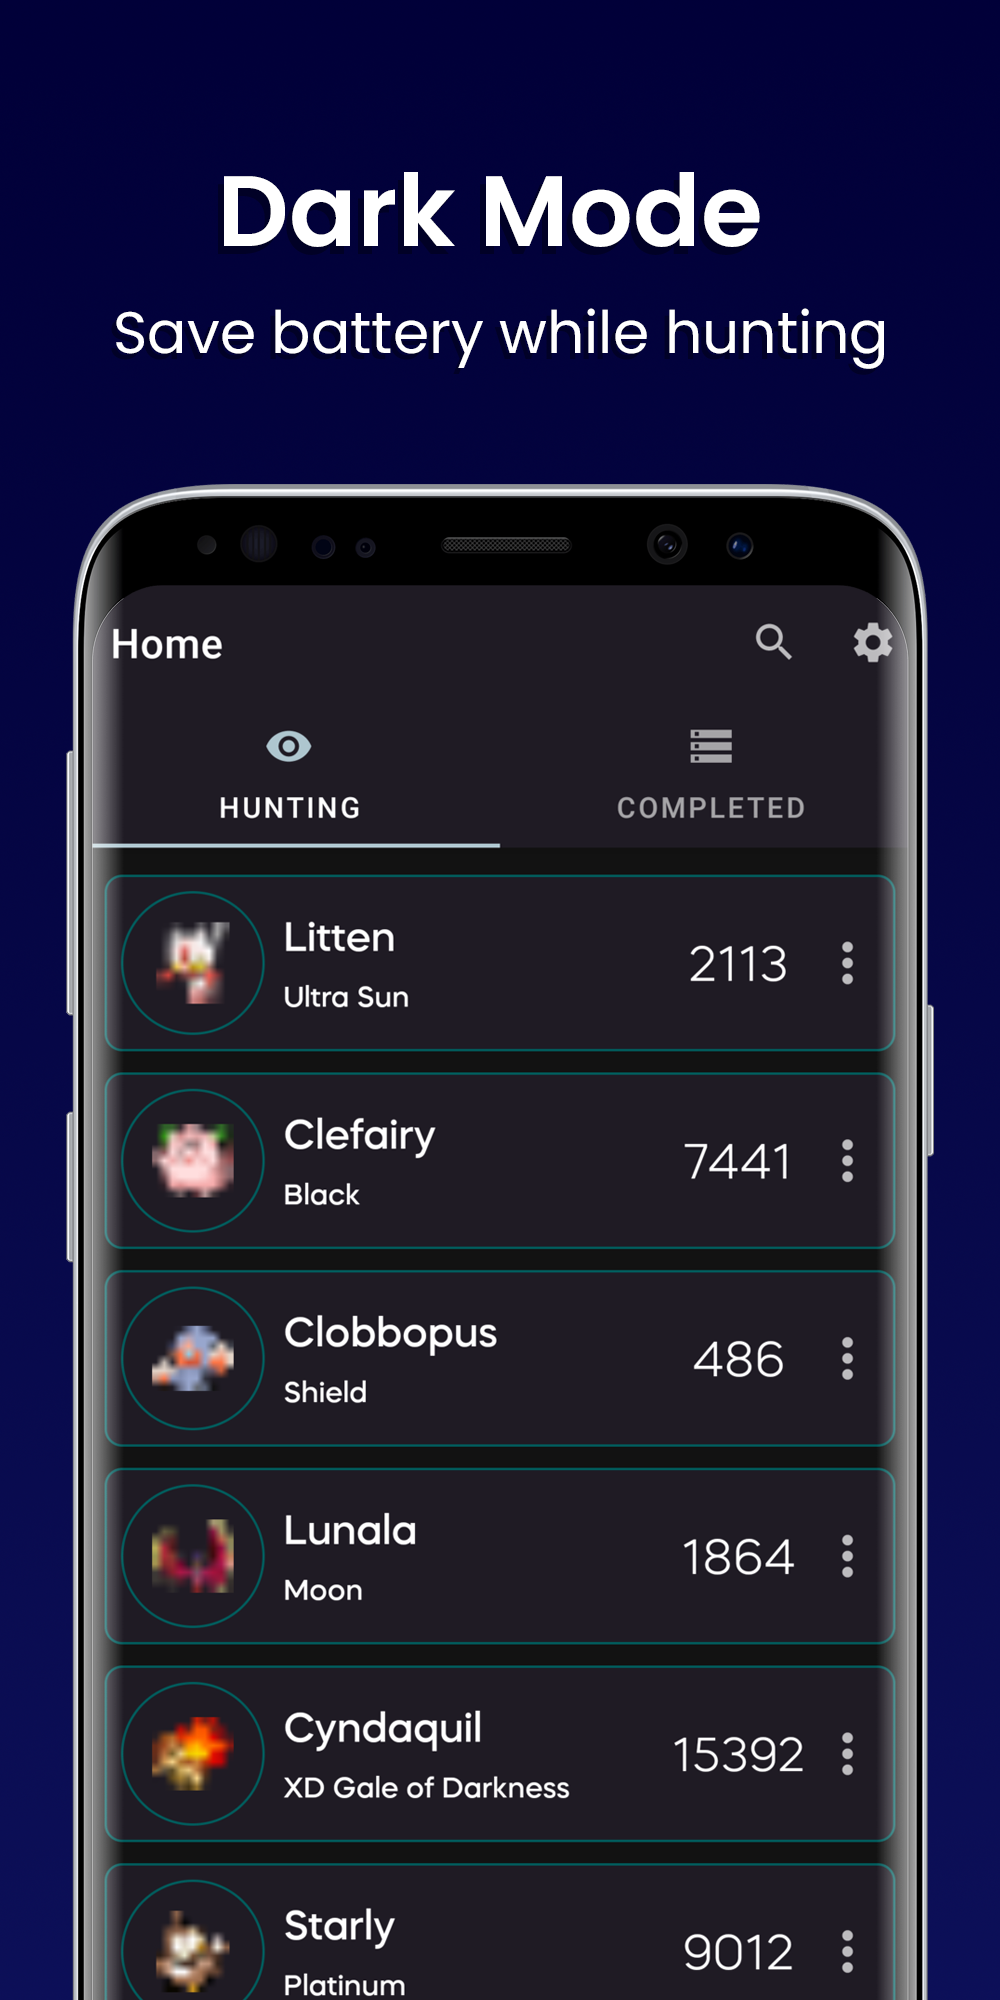 Dark Mode
Save battery while hunting
Home
HUNTING
COMPLETED
Litten
Ultra Sun
2113
Clefairy
Black
7441
Clobbopus
Shield
486
Lunala
Moon
1864
Cyndaquil
XD Gale of Darkness
15392
Starly
Platinum
9012